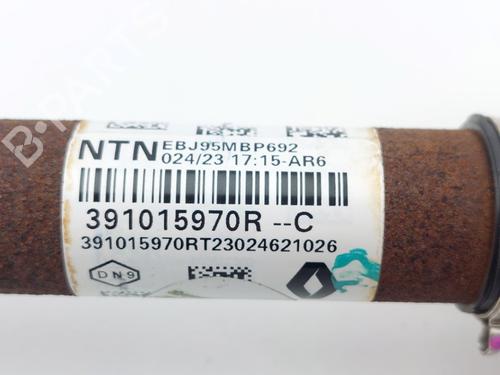 NTN EBJ95MBP692
024/23 17:15-AR6
391015970R --C
391015970RT23024621026
DN9
B-PARTS